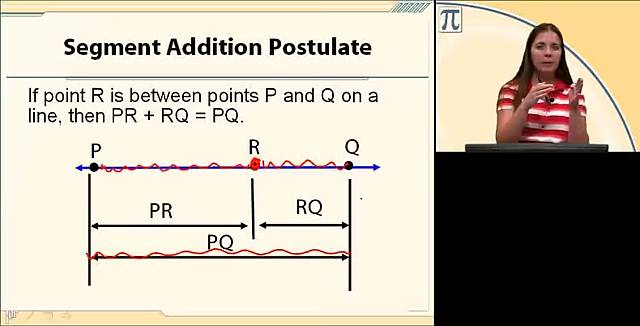 Segment Addition Postulate
π
If point R is between points P and Q on a
line, then PR + RQ = PQ.
P R Q
PR RQ
PQ